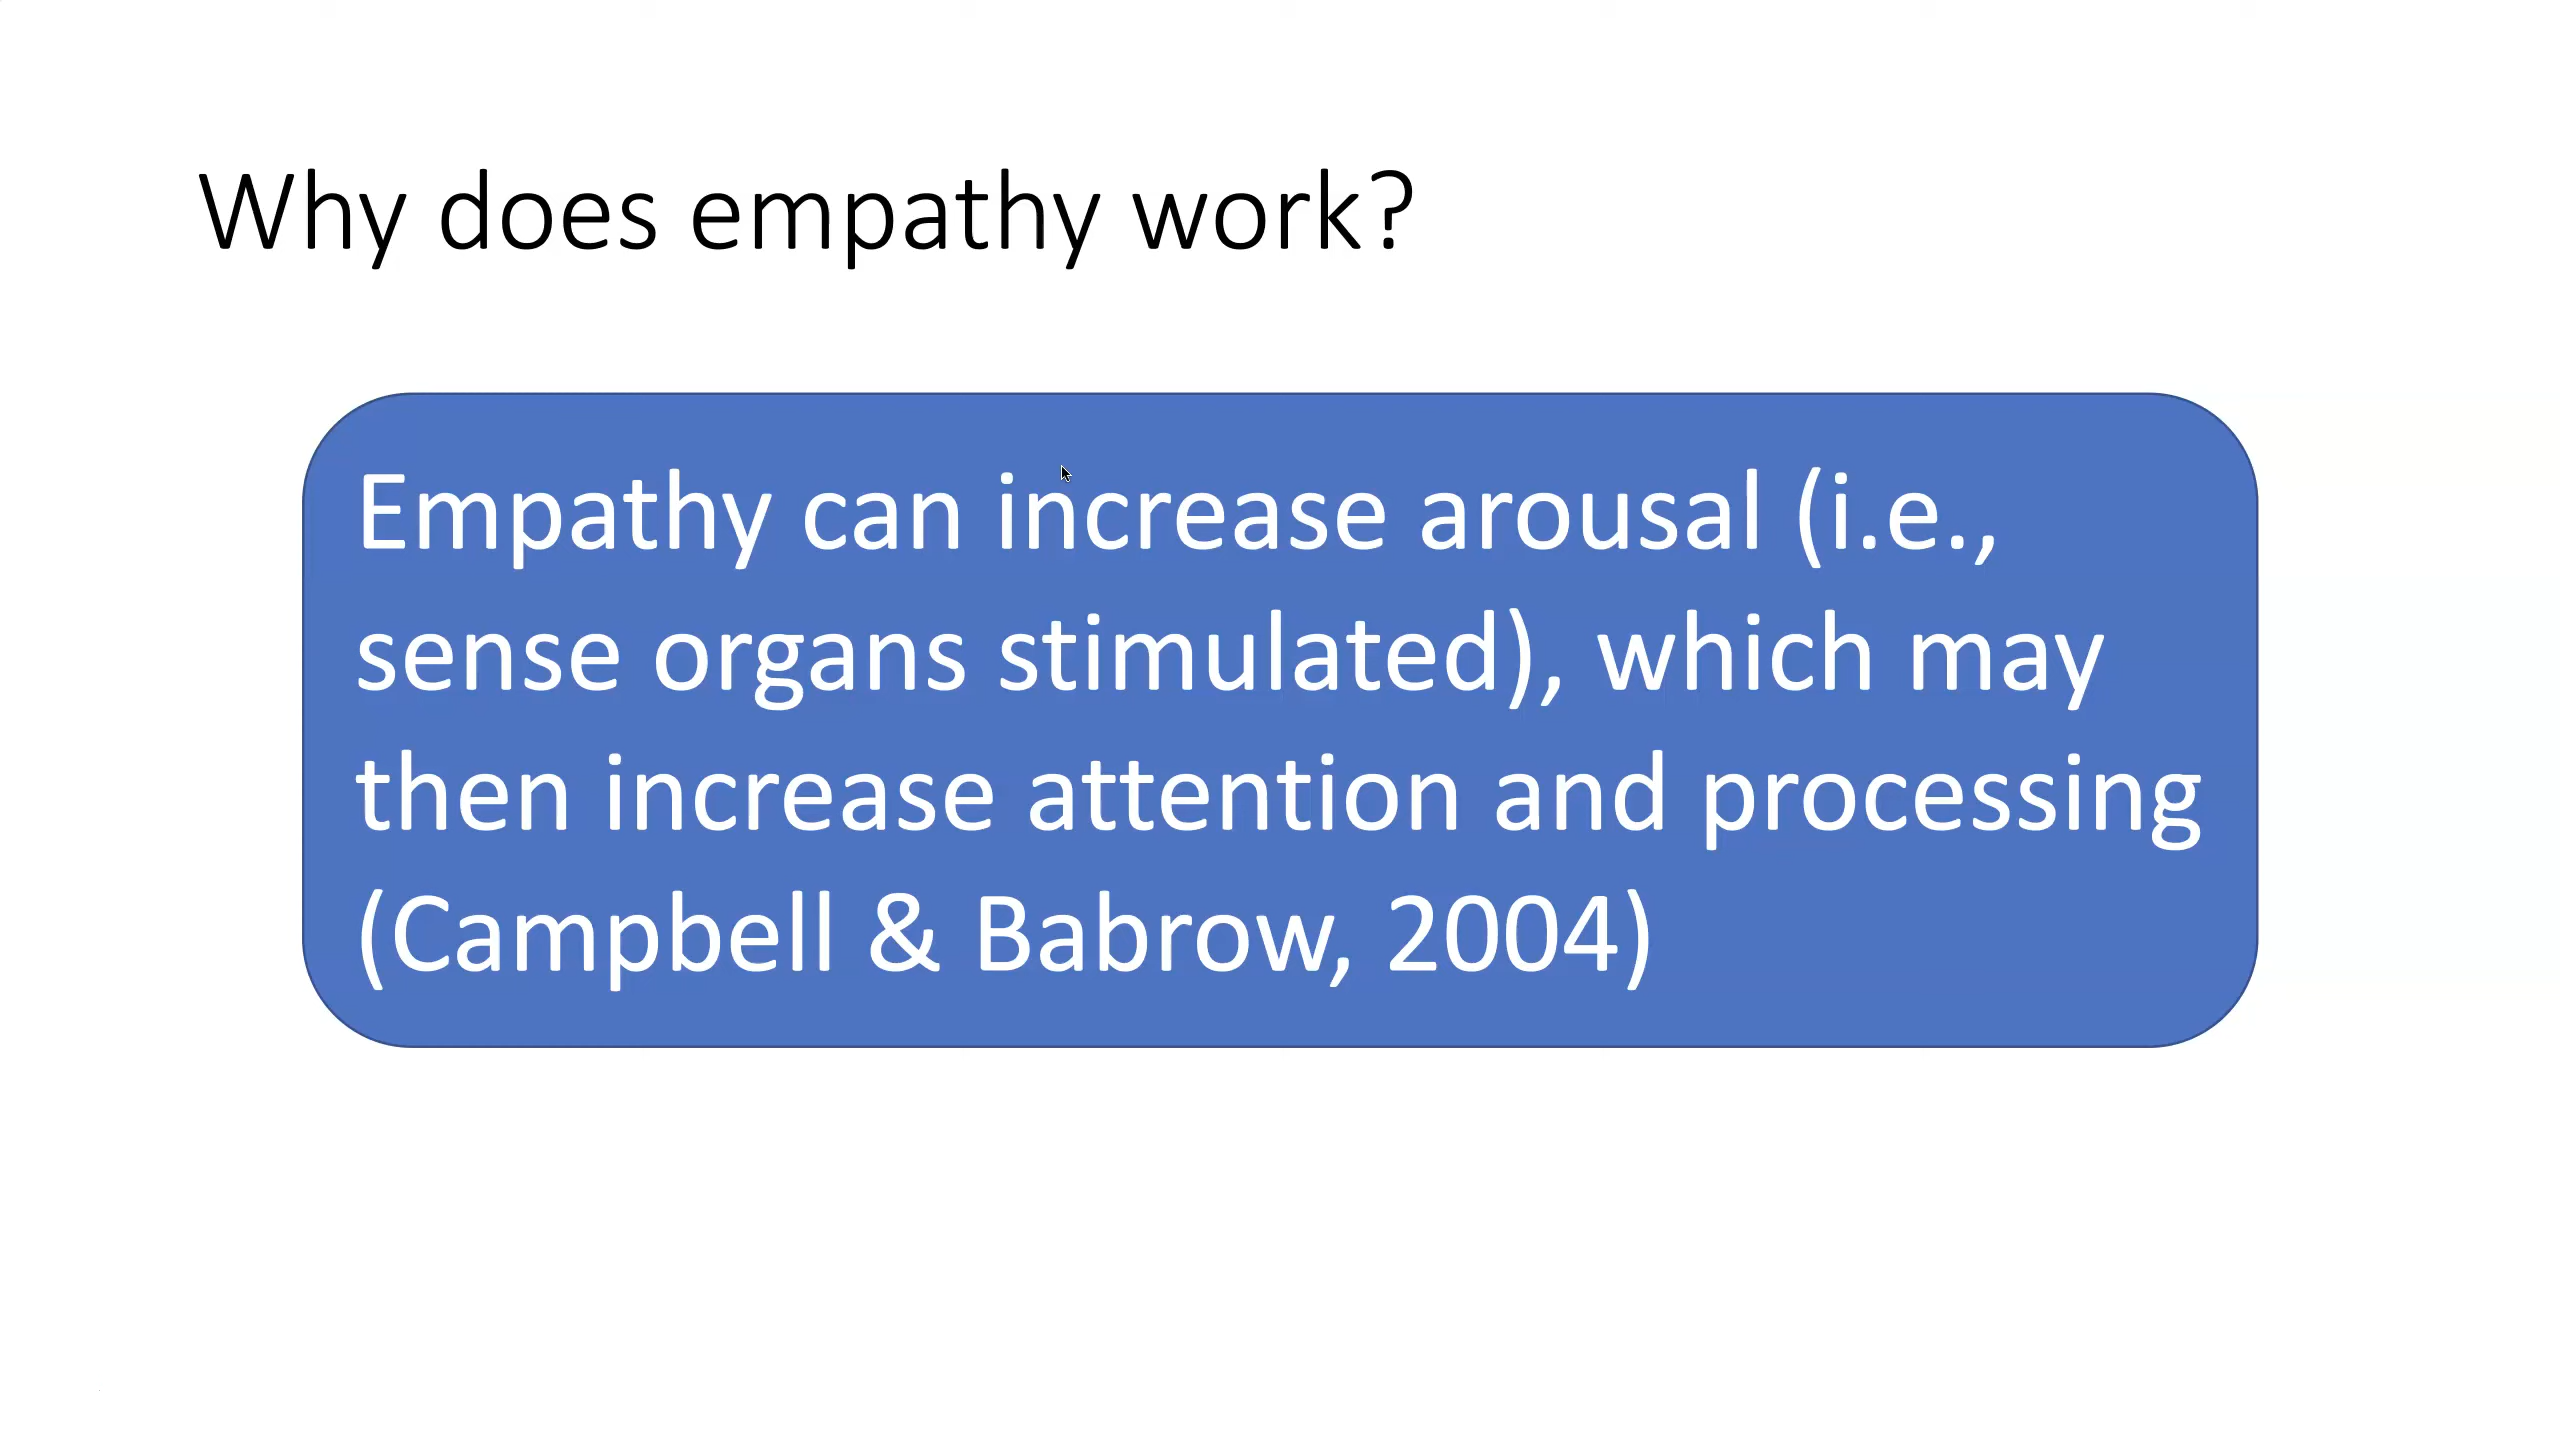 Why does empathy work?
Empathy can increase arousal (i.e.,
sense organs stimulated), which may
then increase attention and processing
(Campbell & Babrow, 2004)